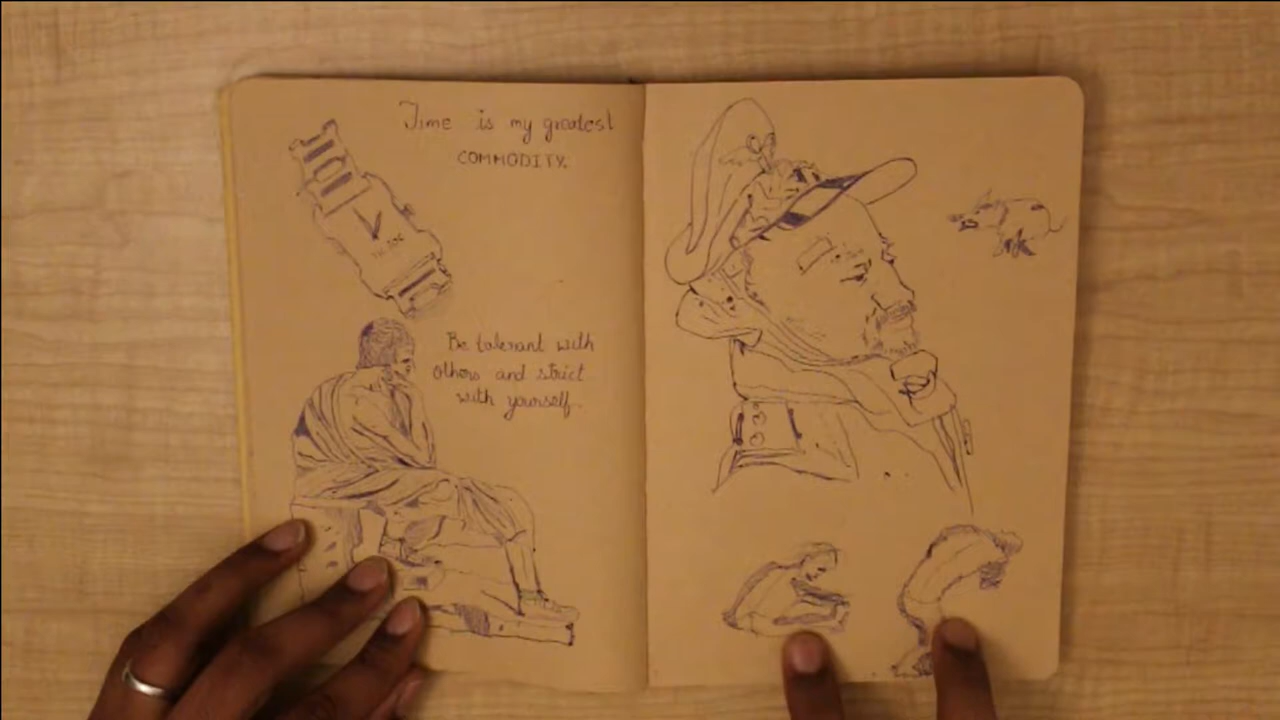 Time is my greatest
COMMODITY.
Be tolerant with
others and strict
with yourself.